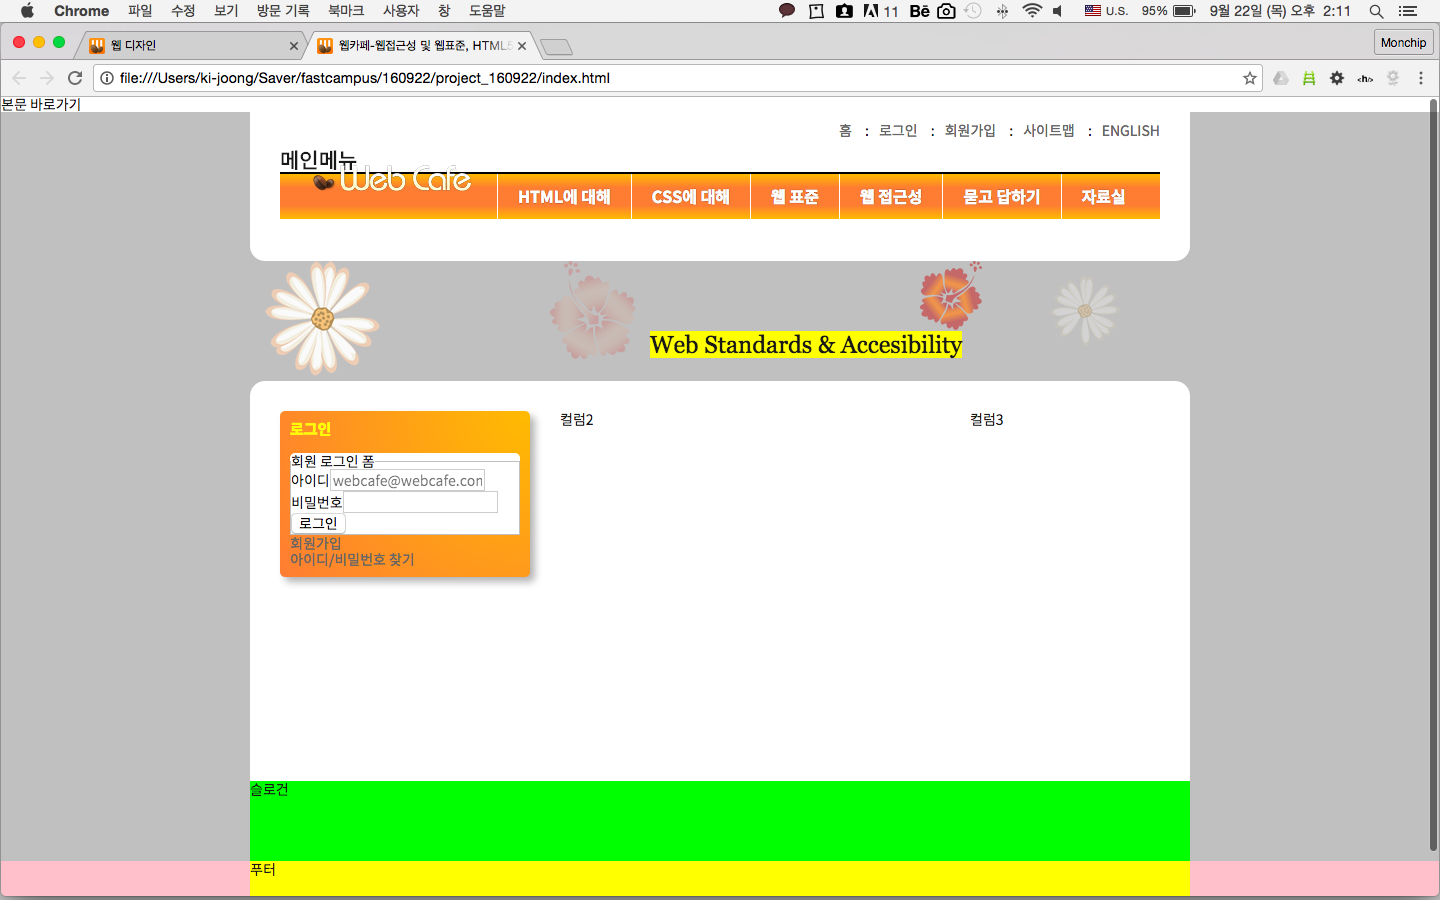 Chrome 파일 수정 보기 방문 기록 북마크 사용자 창 도움말 11 Bē U.S. 95% 9월 22일 (목) 오후 2:11
웹 디자인 웹카페-웹접근성 및 웹표준, HTML5 Monchip
file:///Users/ki-joong/Saver/fastcampus/160922/project_160922/index.html <h/>
본문 바로가기
홈 : 로그인 : 회원가입 : 사이트맵 : ENGLISH
메인메뉴
Web Cafe
HTML에 대해 CSS에 대해 웹 표준 웹 접근성 묻고 답하기 자료실
Web Standards & Accesibility
로그인
회원 로그인 폼
아이디 webcafe@webcafe.con
비밀번호
로그인
회원가입
아이디/비밀번호 찾기
컬럼2
컬럼3
슬로건
푸터